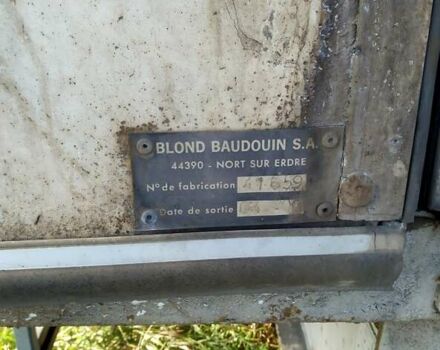 BLOND BAUDOUIN S.A.
44390 - NORT SUR ERDRE
N° de fabrication 41659
Date de sortie